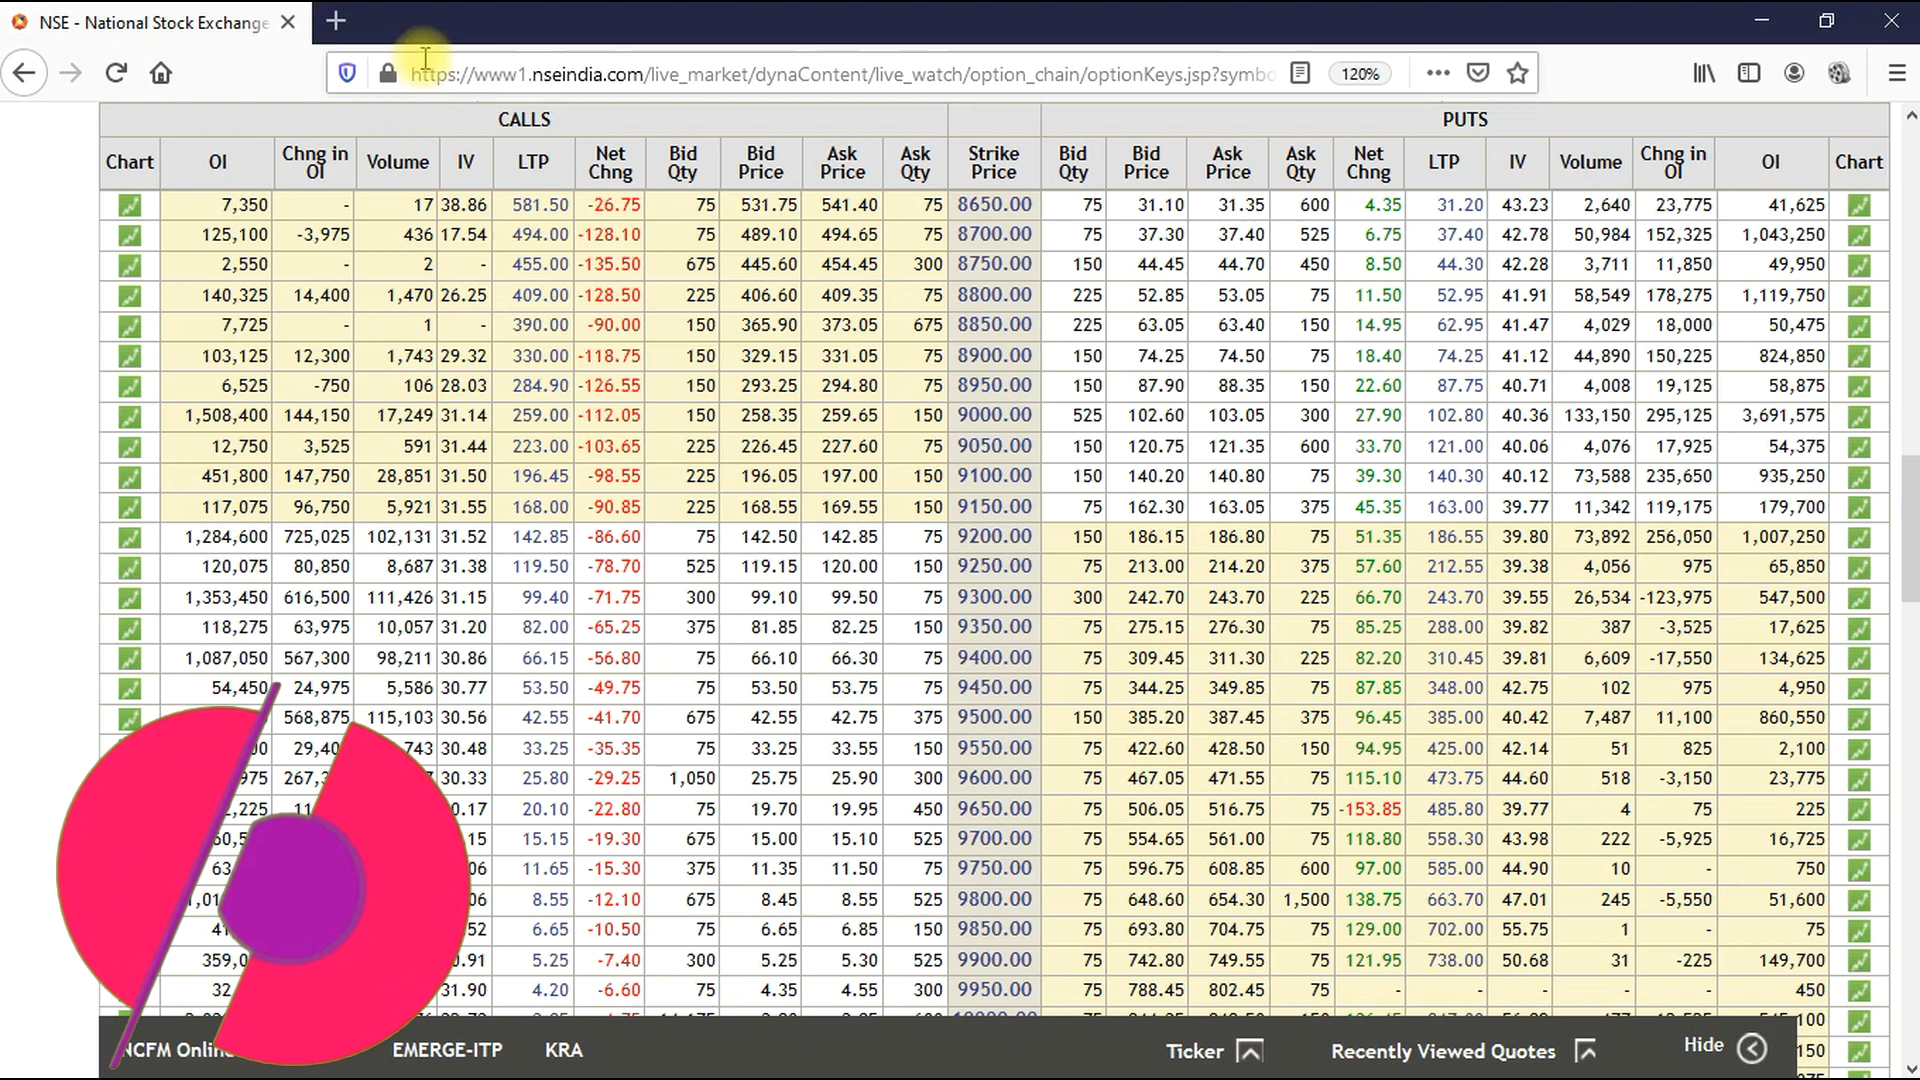 NSE - National Stock Exchange
https://www1.nseindia.com/live_market/dynaContent/live_watch/option_chain/optionKeys.jsp?symbo 120%
CALLS PUTS
Chart OI Chng in OI Volume IV LTP Net Chng Bid Qty Bid Price Ask Price Ask Qty Strike Price Bid Qty Bid Price Ask Price Ask Qty Net Chng LTP IV Volume Chng in OI OI Chart
7,350 - 17 38.86 581.50 -26.75 75 531.75 541.40 75 8650.00 75 31.10 31.35 600 4.35 31.20 43.23 2,640 23,775 41,625
125,100 -3,975 436 17.54 494.00 -128.10 75 489.10 494.65 75 8700.00 75 37.30 37.40 525 6.75 37.40 42.78 50,984 152,325 1,043,250
2,550 - 2 - 455.00 -135.50 675 445.60 454.45 300 8750.00 150 44.45 44.70 450 8.50 44.30 42.28 3,711 11,850 49,950
140,325 14,400 1,470 26.25 409.00 -128.50 225 406.60 409.35 75 8800.00 225 52.85 53.05 75 11.50 52.95 41.91 58,549 178,275 1,119,750
7,725 - 1 - 390.00 -90.00 150 365.90 373.05 675 8850.00 225 63.05 63.40 150 14.95 62.95 41.47 4,029 18,000 50,475
103,125 12,300 1,743 29.32 330.00 -118.75 150 329.15 331.05 75 8900.00 150 74.25 74.50 75 18.40 74.25 41.12 44,890 150,225 824,850
6,525 -750 106 28.03 284.90 -126.55 150 293.25 294.80 75 8950.00 150 87.90 88.35 150 22.60 87.75 40.71 4,008 19,125 58,875
1,508,400 144,150 17,249 31.14 259.00 -112.05 150 258.35 259.65 150 9000.00 525 102.60 103.05 300 27.90 102.80 40.36 133,150 295,125 3,691,575
12,750 3,525 591 31.44 223.00 -103.65 225 226.45 227.60 75 9050.00 150 120.75 121.35 600 33.70 121.00 40.06 4,076 17,925 54,375
451,800 147,750 28,851 31.50 196.45 -98.55 225 196.05 197.00 150 9100.00 150 140.20 140.80 75 39.30 140.30 40.12 73,588 235,650 935,250
117,075 96,750 5,921 31.55 168.00 -90.85 225 168.55 169.55 150 9150.00 75 162.30 163.05 375 45.35 163.00 39.77 11,342 119,175 179,700
1,284,600 725,025 102,131 31.52 142.85 -86.60 75 142.50 142.85 75 9200.00 150 186.15 186.80 75 51.35 186.55 39.80 73,892 256,050 1,007,250
120,075 80,850 8,687 31.38 119.50 -78.70 525 119.15 120.00 150 9250.00 75 213.00 214.20 375 57.60 212.55 39.38 4,056 975 65,850
1,353,450 616,500 111,426 31.15 99.40 -71.75 300 99.10 99.50 75 9300.00 300 242.70 243.70 225 66.70 243.70 39.55 26,534 -123,975 547,500
118,275 63,975 10,057 31.20 82.00 -65.25 375 81.85 82.25 150 9350.00 75 275.15 276.30 75 85.25 288.00 39.82 387 -3,525 17,625
1,087,050 567,300 98,211 30.86 66.15 -56.80 75 66.10 66.30 75 9400.00 75 309.45 311.30 225 82.20 310.45 39.81 6,609 -17,550 134,625
54,450 24,975 5,586 30.77 53.50 -49.75 75 53.50 53.75 75 9450.00 75 344.25 349.85 75 87.85 348.00 42.75 102 975 4,950
568,875 115,103 30.56 42.55 -41.70 675 42.55 42.75 375 9500.00 150 385.20 387.45 375 96.45 385.00 40.42 7,487 11,100 860,550
30.48 33.25 -35.35 75 33.25 33.55 150 9550.00 75 422.60 428.50 150 94.95 425.00 42.14 51 825 2,100
30.33 25.80 -29.25 1,050 25.75 25.90 300 9600.00 75 467.05 471.55 75 115.10 473.75 44.60 518 -3,150 23,775
20.10 -22.80 75 19.70 19.95 450 9650.00 75 506.05 516.75 75 -153.85 485.80 39.77 4 75 225
15.15 -19.30 675 15.00 15.10 525 9700.00 75 554.65 561.00 75 118.80 558.30 43.98 222 -5,925 16,725
11.65 -15.30 375 11.35 11.50 75 9750.00 75 596.75 608.85 600 97.00 585.00 44.90 10 - 750
8.55 -12.10 675 8.45 8.55 525 9800.00 75 648.60 654.30 1,500 138.75 663.70 47.01 245 -5,550 51,600
6.65 -10.50 75 6.65 6.85 150 9850.00 75 693.80 704.75 75 129.00 702.00 55.75 1 - 75
5.25 -7.40 300 5.25 5.30 525 9900.00 75 742.80 749.55 75 121.95 738.00 50.68 31 -225 149,700
31.90 4.20 -6.60 75 4.35 4.55 300 9950.00 75 788.45 802.45 75 - - - - - 450
NCFM EMERGE-ITP KRA Ticker Recently Viewed Quotes Hide